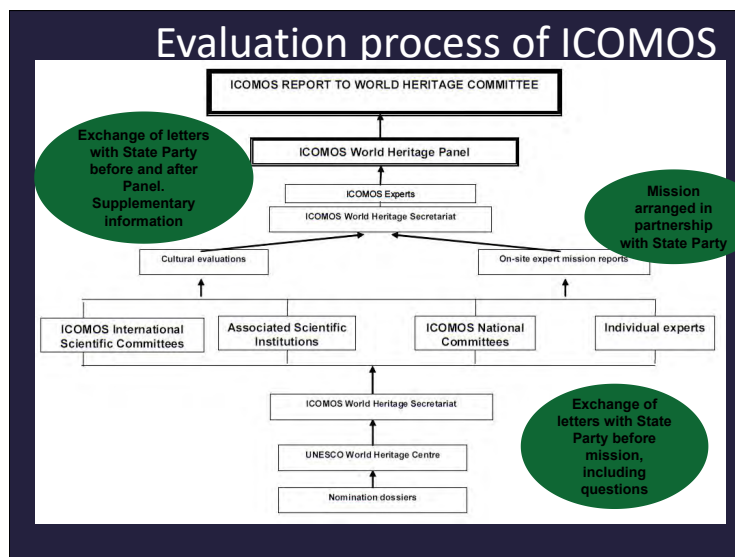 Evaluation process of ICOMOS
ICOMOS REPORT TO WORLD HERITAGE COMMITTEE
Exchange of letters
with State Party
before and after
Panel.
Supplementary
information
ICOMOS World Heritage Panel
ICOMOS Experts
ICOMOS World Heritage Secretariat
Mission
arranged in
partnership
with State Party
Cultural evaluations
On-site expert mission reports
ICOMOS International
Scientific Committees
Associated Scientific
Institutions
ICOMOS National
Committees
Individual experts
ICOMOS World Heritage Secretariat
Exchange of
letters with State
Party before
mission,
including
questions
UNESCO World Heritage Centre
Nomination dossiers